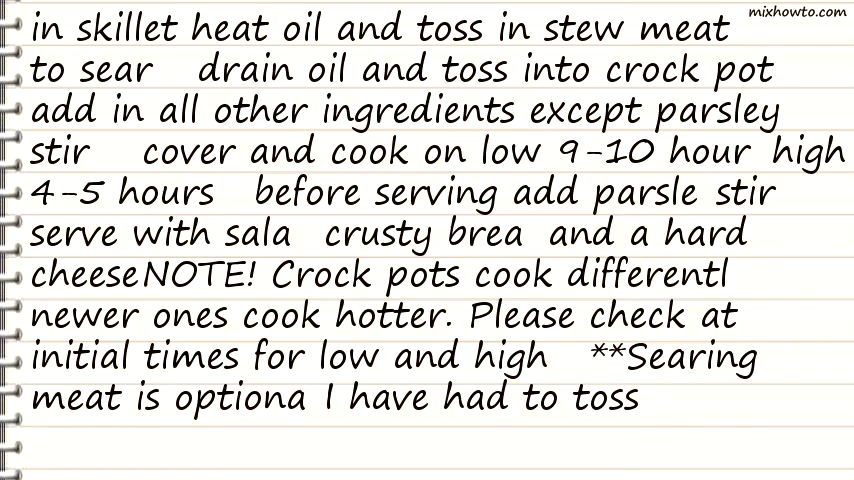 mixhowto.com
in skillet heat oil and toss in stew meat
to sear drain oil and toss into crock pot
add in all other ingredients except parsley
stir cover and cook on low 9-10 hour high
4-5 hours before serving add parsle stir
serve with sala crusty brea and a hard
cheeseNOTE! Crock pots cook differentl
newer ones cook hotter. Please check at
initial times for low and high **Searing
meat is optiona I have had to toss